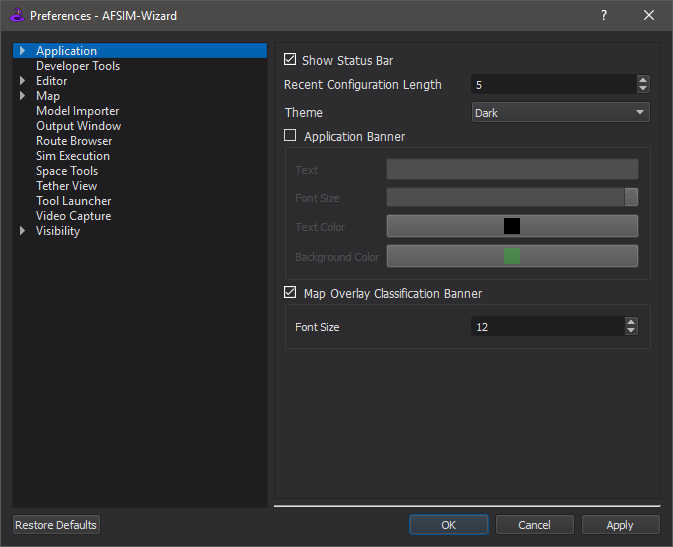 Preferences - AFSIM-Wizard
?
Application
Developer Tools
Editor
Map
Model Importer
Output Window
Route Browser
Sim Execution
Space Tools
Tether View
Tool Launcher
Video Capture
Visibility
Show Status Bar
Recent Configuration Length 5
Theme Dark
Application Banner
Text
Font Size
Text Color
Background Color
Map Overlay Classification Banner
Font Size 12
Restore Defaults OK Cancel Apply